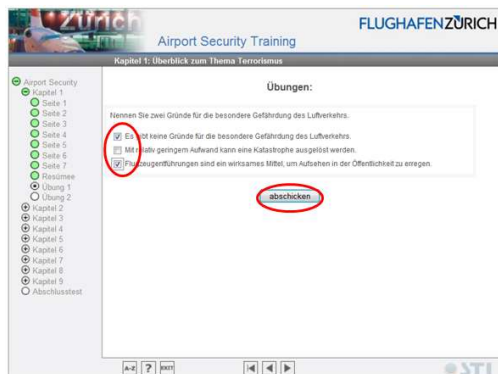 Zürich
FLUGHAFENZÜRICH
Airport Security Training
Kapitel 1: Überblick zum Thema Terrorismus
Airport Security
Kapitel 1
Seite 1
Seite 2
Seite 3
Seite 4
Seite 5
Seite 6
Seite 7
Resümee
Übung 1
Übung 2
Kapitel 2
Kapitel 3
Kapitel 4
Kapitel 5
Kapitel 6
Kapitel 7
Kapitel 8
Kapitel 9
Abschlusstest
Übungen:
Nennen Sie zwei Gründe für die besondere Gefährdung des Luftverkehrs.
Es gibt keine Gründe für die besondere Gefährdung des Luftverkehrs.
Mit relativ geringem Aufwand kann eine Katastrophe ausgelöst werden.
Flugzeugentführungen sind ein wirksames Mittel, um Aufsehen in der Öffentlichkeit zu erregen.
abschicken
A-Z ? EXIT